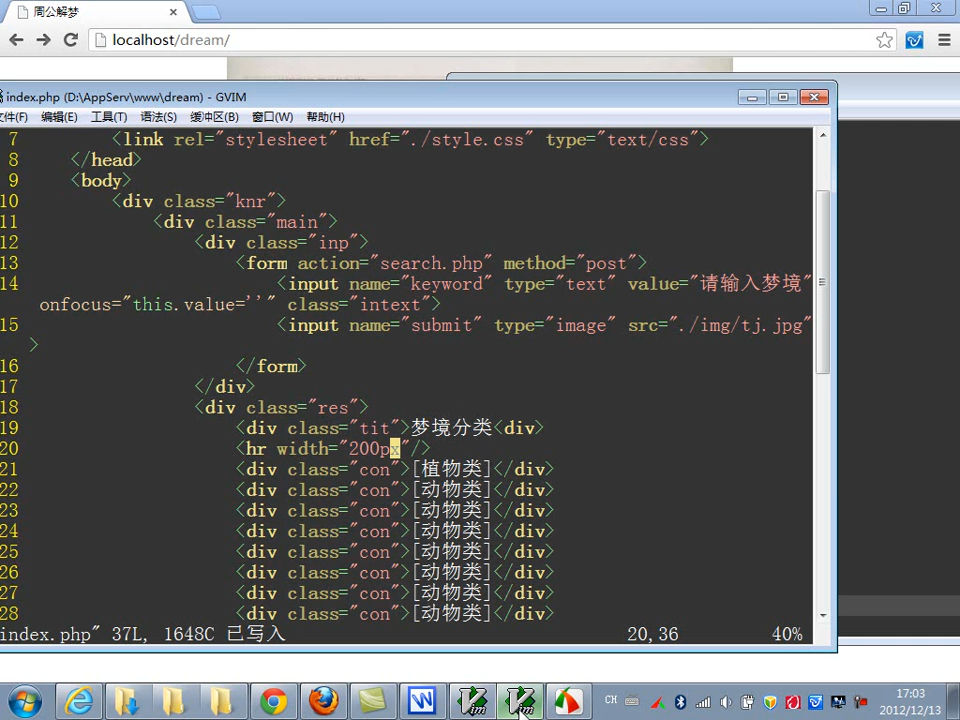 周公解梦
localhost/dream/
index.php (D:\AppServ\www\dream) - GVIM
文件(F) 编辑(E) 工具(T) 语法(S) 缓冲区(B) 窗口(W) 帮助(H)
7 <link rel="stylesheet" href="./style.css" type="text/css">
8 </head>
9 <body>
10 <div class="knr">
11 <div class="main">
12 <div class="inp">
13 <form action="search.php" method="post">
14 <input name="keyword" type="text" value="请输入梦境"
onfocus="this.value=''" class="intext">
15 <input name="submit" type="image" src="./img/tj.jpg"
>
16 </form>
17 </div>
18 <div class="res">
19 <div class="tit">梦境分类<div>
20 <hr width="200px"/>
21 <div class="con">[植物类]</div>
22 <div class="con">[动物类]</div>
23 <div class="con">[动物类]</div>
24 <div class="con">[动物类]</div>
25 <div class="con">[动物类]</div>
26 <div class="con">[动物类]</div>
27 <div class="con">[动物类]</div>
28 <div class="con">[动物类]</div>
index.php" 37L, 1648C 已写入 20,36 40%
CH 17:03
2012/12/13